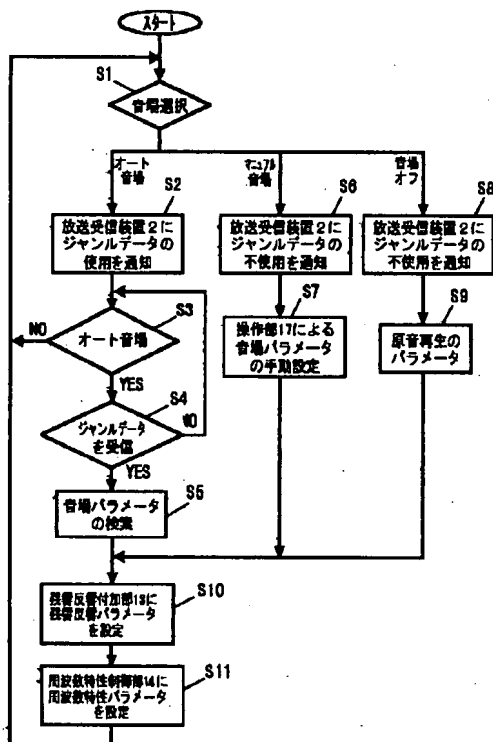 スタート
S1
音場選択
オート
音場
マニュアル
音場
音場
オフ
S2
放送受信装置2に
ジャンルデータの
使用を通知
S6
放送受信装置2に
ジャンルデータの
不使用を通知
S8
放送受信装置2に
ジャンルデータの
不使用を通知
S3
NO
オート音場
YES
S7
操作部17による
音場パラメータ
の手動設定
S9
原音再生の
パラメータ
S4
ジャンルデータ
を受信
NO
YES
S5
音場パラメータ
の検索
S10
残響反響付加部13に
残響反響パラメータ
を設定
S11
周波数特性制御部14に
周波数特性パラメータ
を設定